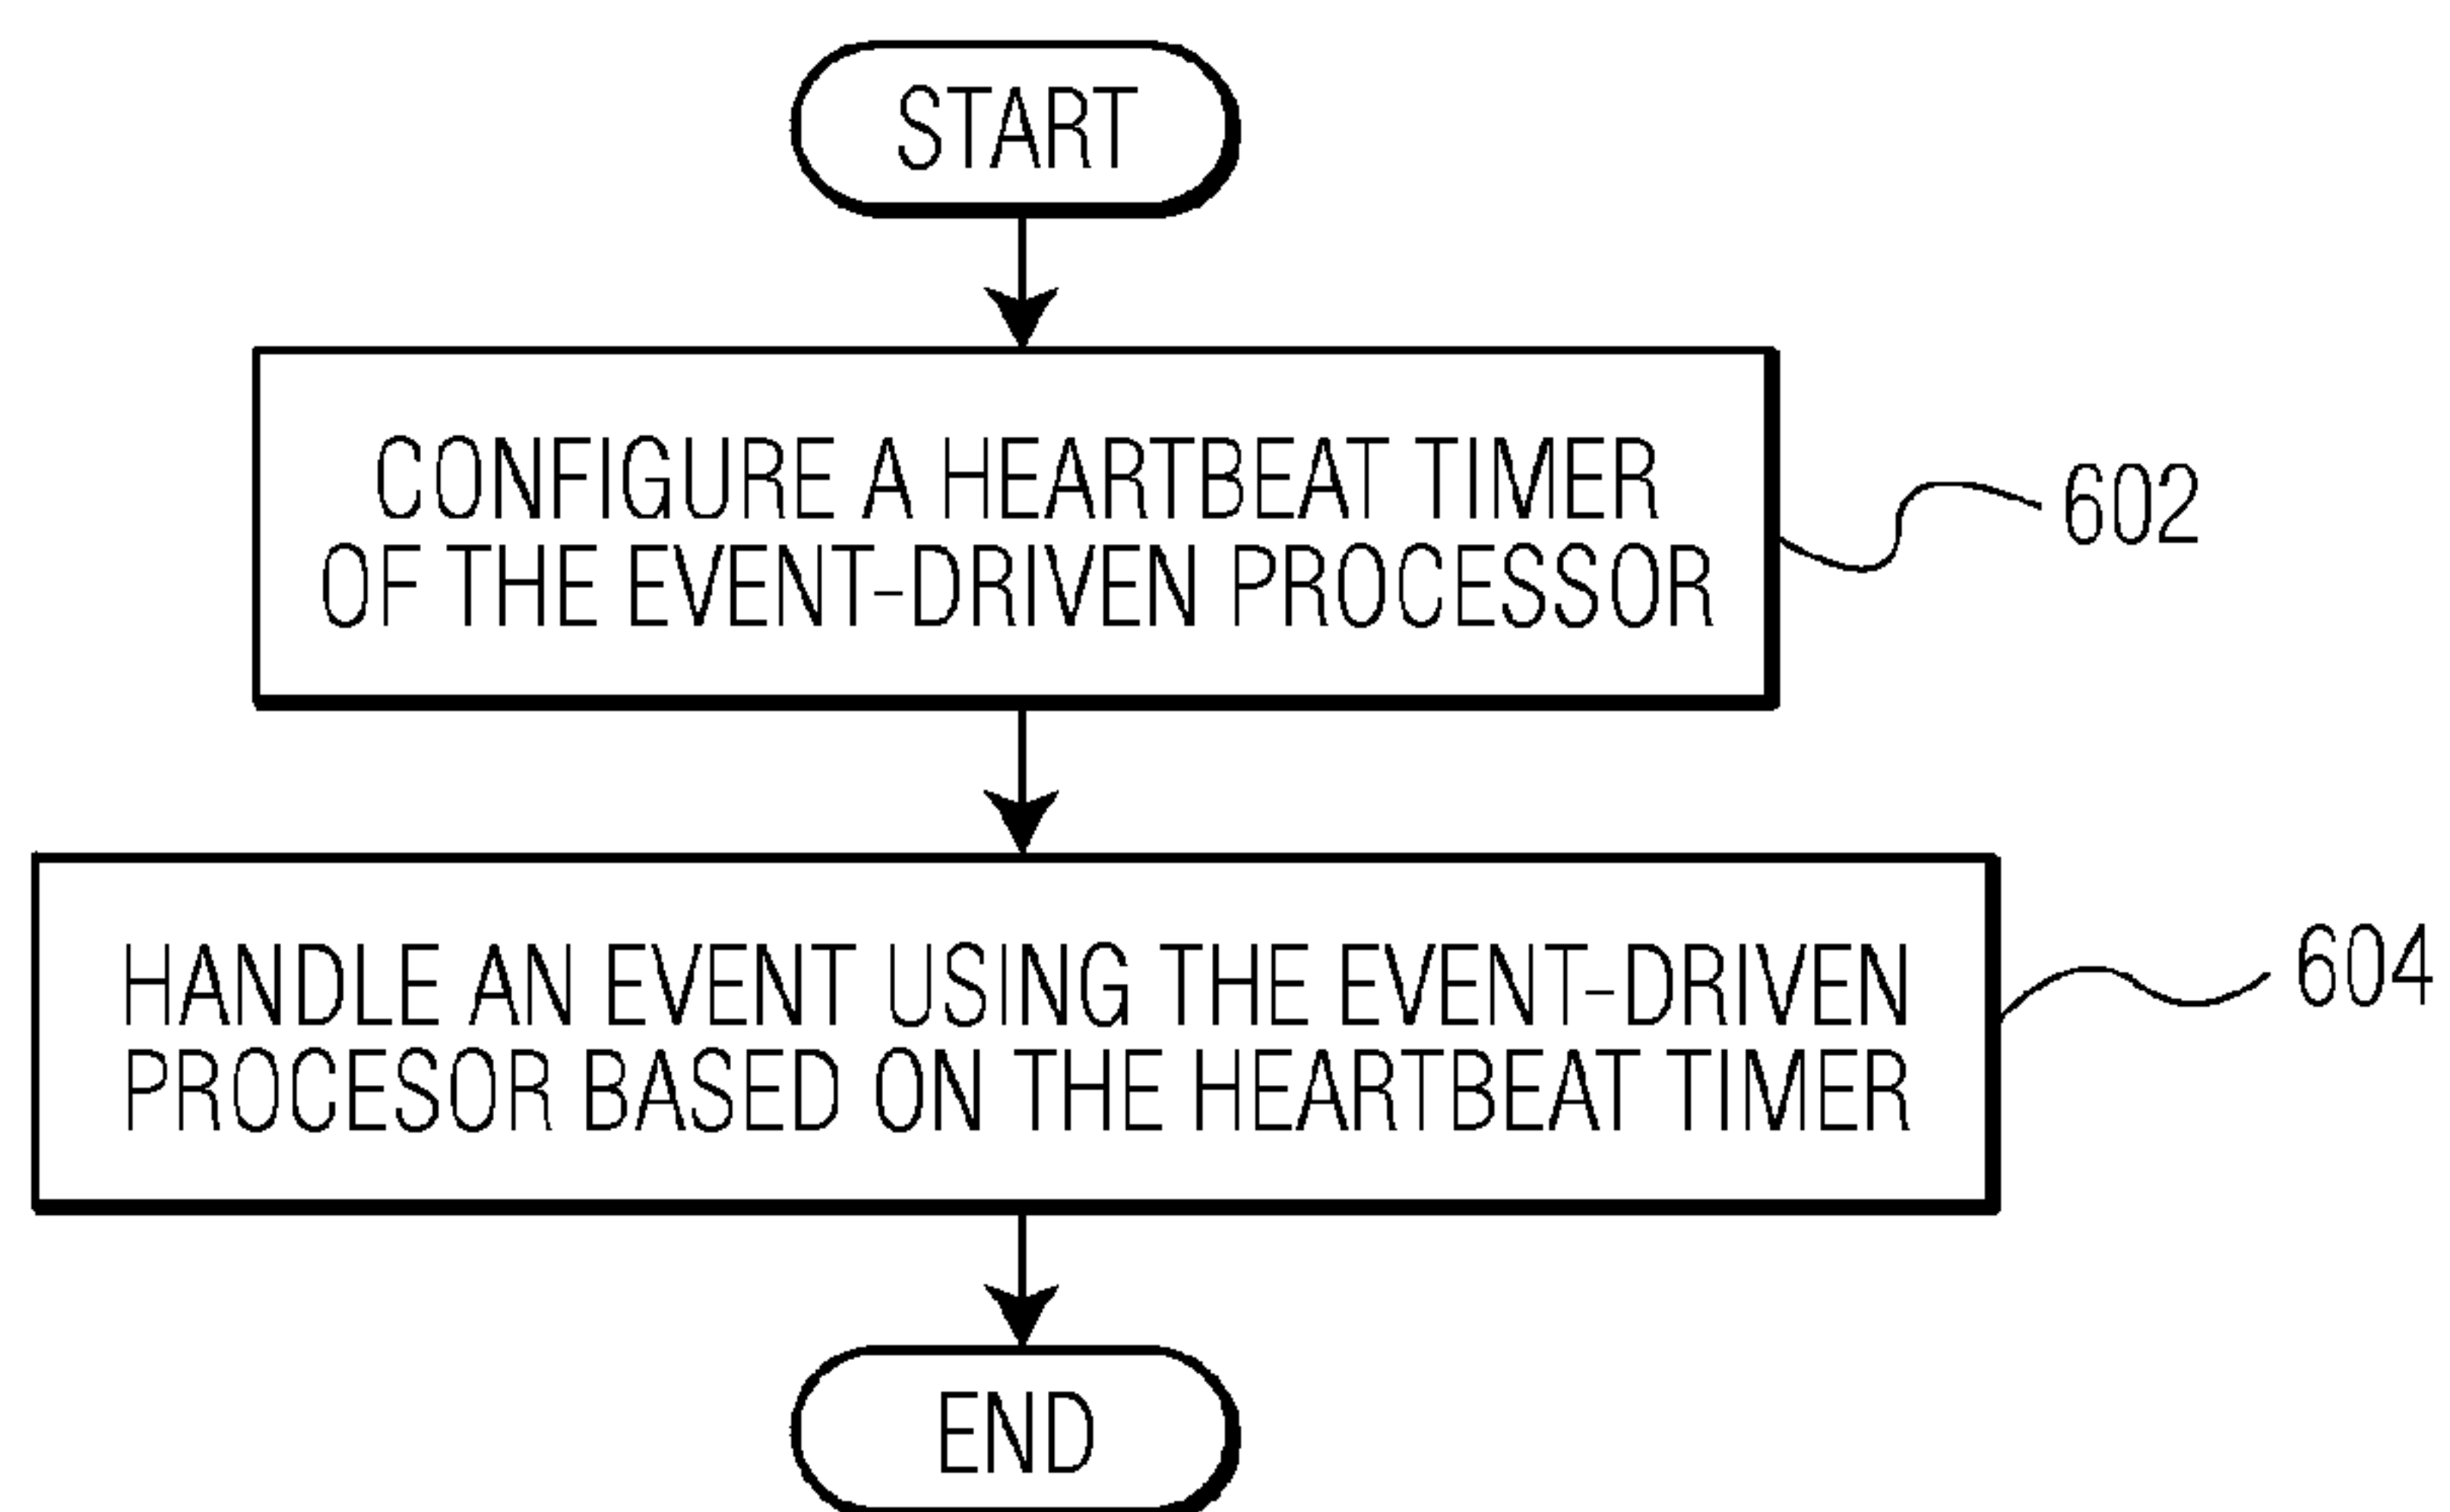 START
CONFIGURE A HEARTBEAT TIMER
OF THE EVENT-DRIVEN PROCESSOR
602
HANDLE AN EVENT USING THE EVENT-DRIVEN
PROCESOR BASED ON THE HEARTBEAT TIMER
604
END